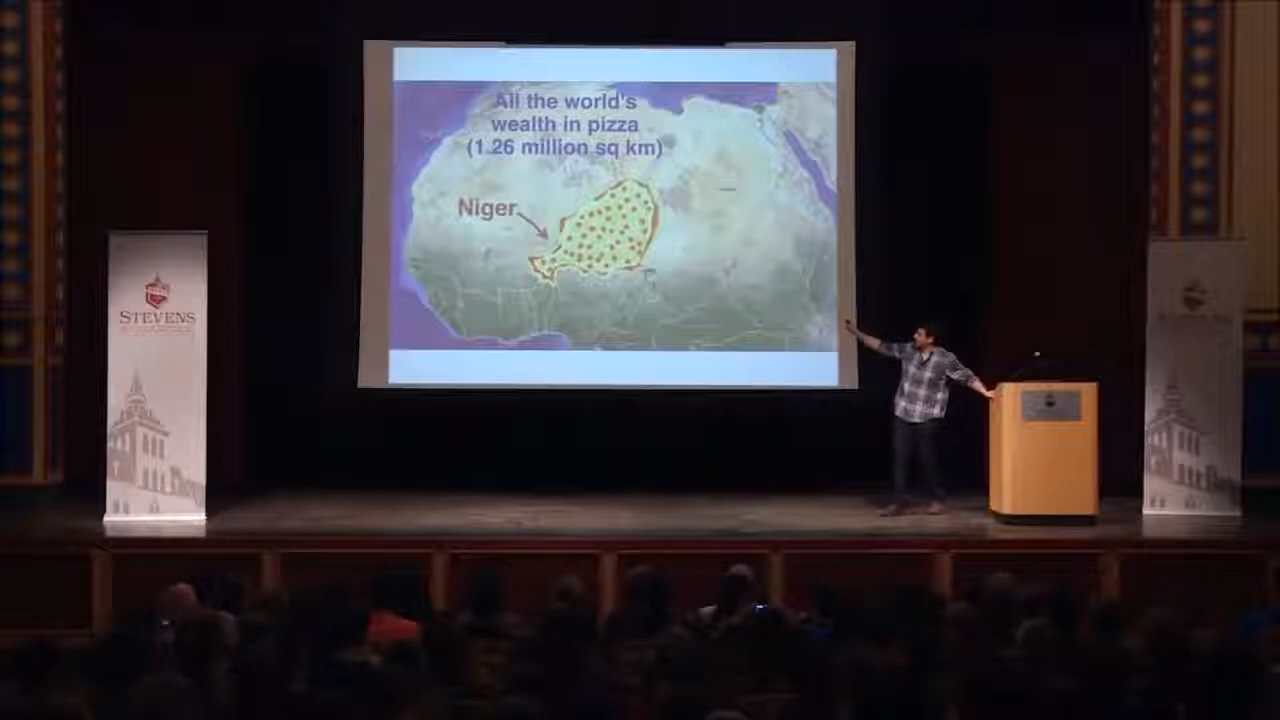 All the world's
wealth in pizza
(1.26 million sq km)
Niger
STEVENS